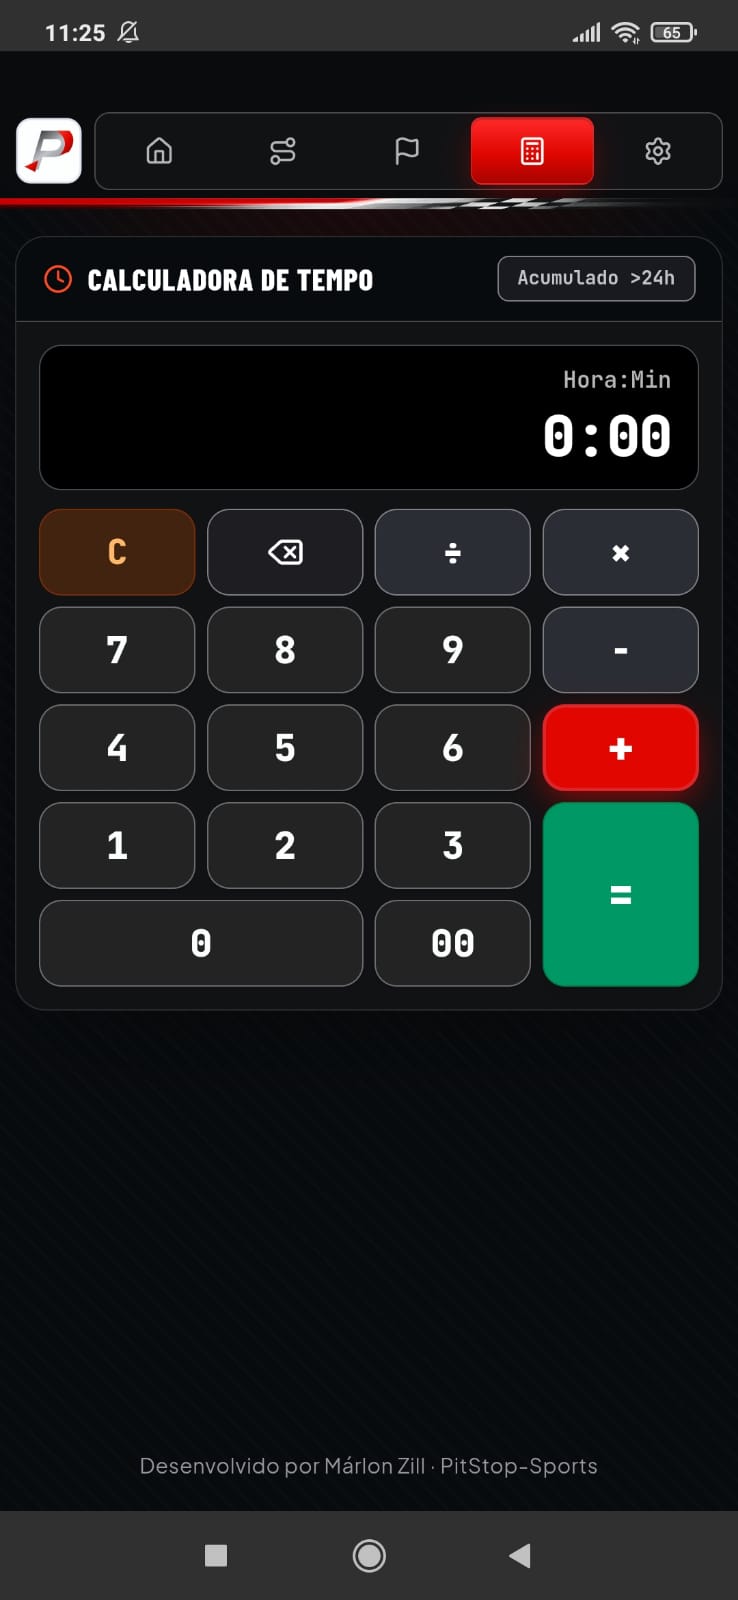 11:25 65
P
CALCULADORA DE TEMPO Acumulado >24h
Hora:Min
0:00
C ÷ ×
7 8 9 -
4 5 6 +
1 2 3 =
0 00
Desenvolvido por Márlon Zill · PitStop-Sports